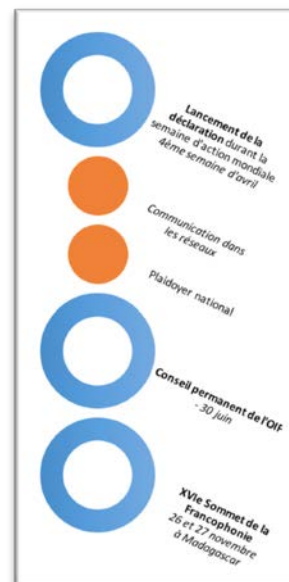 Lancement de la
déclaration durant la
semaine d'action mondiale
4ème semaine d'avril
Communication dans
les réseaux
Plaidoyer national
Conseil permanent de l'OIF
- 30 juin
XVIe Sommet de la
Francophonie
26 et 27 novembre
à Madagascar